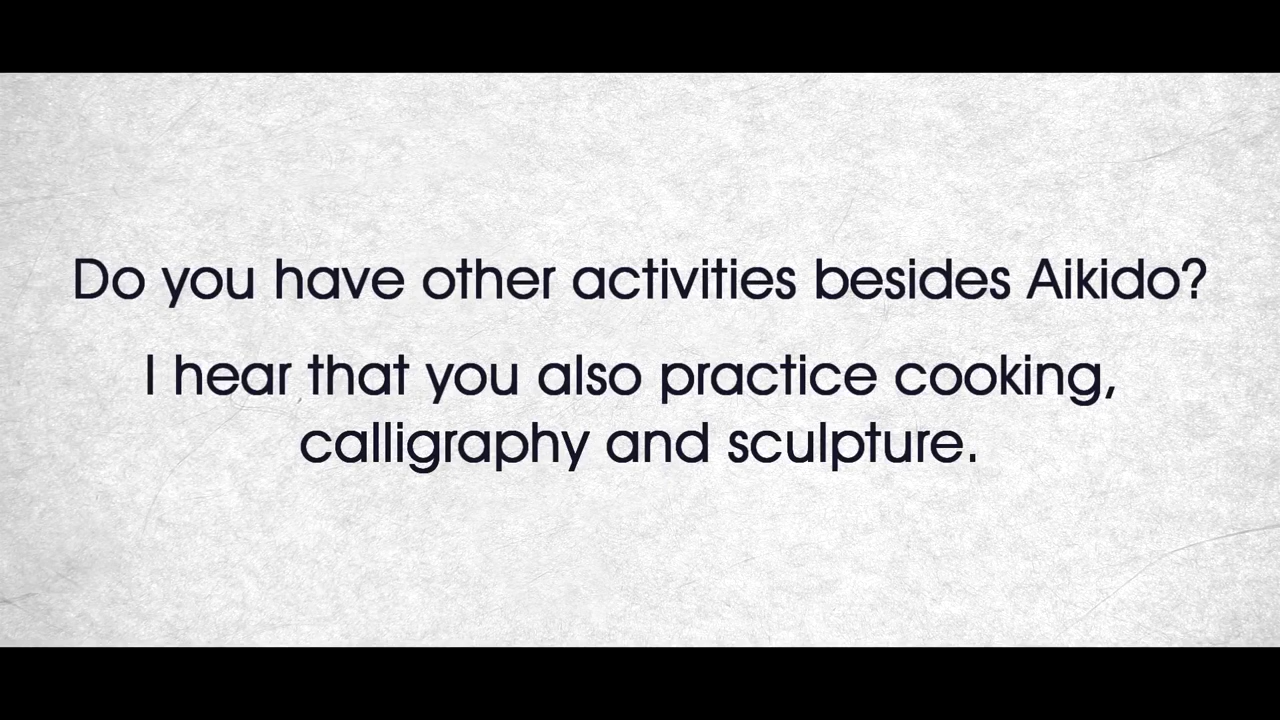 Do you have other activities besides Aikido?
I hear that you also practice cooking,
calligraphy and sculpture.